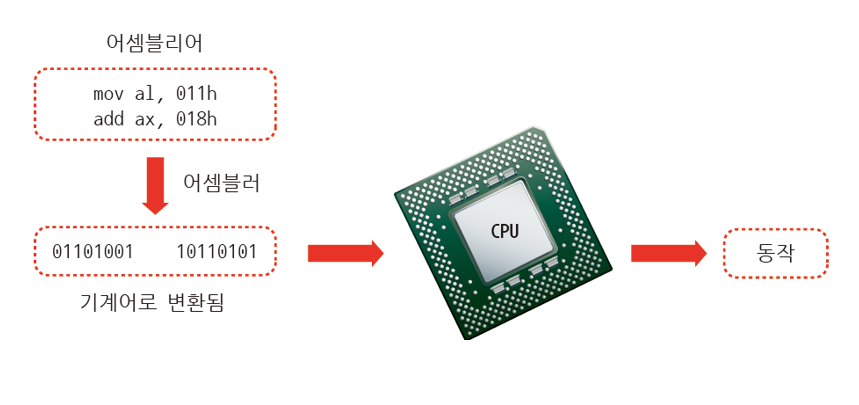 어셈블리어
mov al, 011h
add ax, 018h
어셈블러
01101001 10110101
기계어로 변환됨
CPU
동작